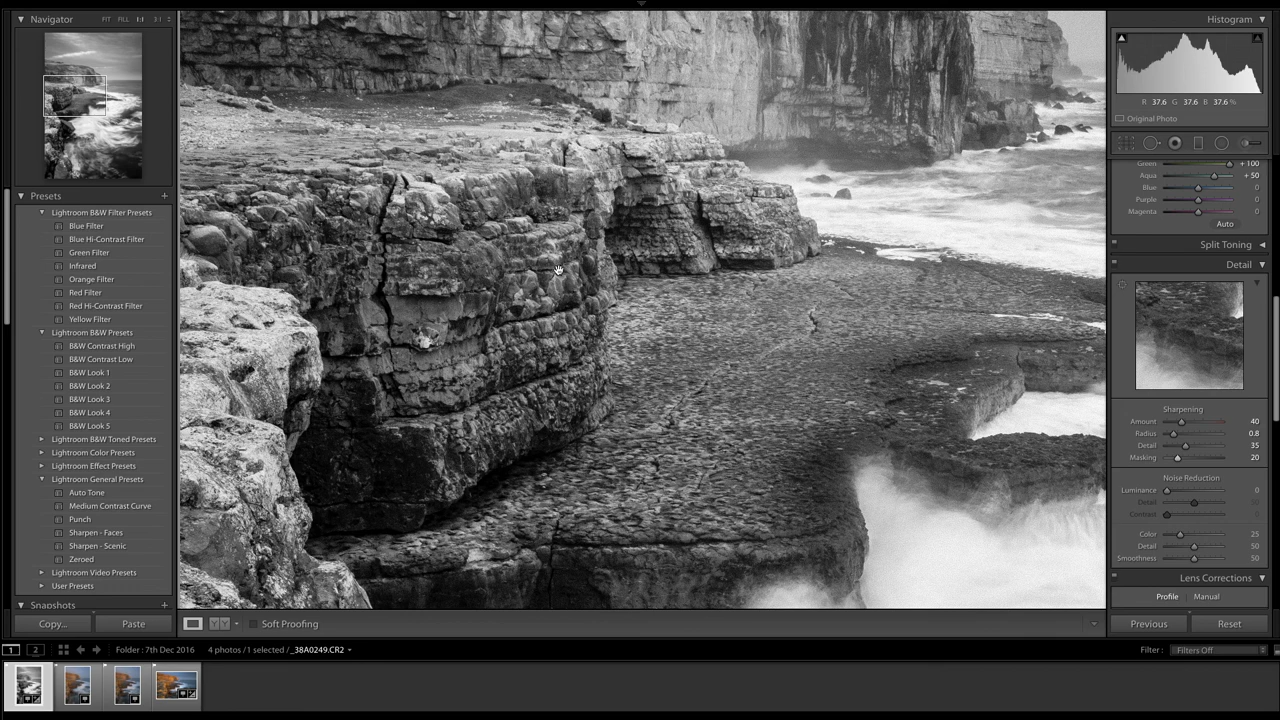 Navigator
FIT FILL 1:1 3:1
Presets
Lightroom B&W Filter Presets
Blue Filter
Blue Hi-Contrast Filter
Green Filter
Infrared
Orange Filter
Red Filter
Red Hi-Contrast Filter
Yellow Filter
Lightroom B&W Presets
B&W Contrast High
B&W Contrast Low
B&W Look 1
B&W Look 2
B&W Look 3
B&W Look 4
B&W Look 5
Lightroom B&W Toned Presets
Lightroom Color Presets
Lightroom Effect Presets
Lightroom General Presets
Auto Tone
Medium Contrast Curve
Punch
Sharpen - Faces
Sharpen - Scenic
Zeroed
Lightroom Video Presets
User Presets
Snapshots
Copy... Paste
Y Y Soft Proofing
Histogram
R 37.6 G 37.6 B 37.6 %
Original Photo
Green + 100
Aqua + 50
Blue 0
Purple 0
Magenta 0
Auto
Split Toning
Detail
Sharpening
Amount 40
Radius 0.8
Detail 35
Masking 20
Noise Reduction
Luminance 0
Detail 50
Contrast 0
Color 25
Detail 50
Smoothness 50
Lens Corrections
Profile Manual
Previous Reset
1 2 Folder : 7th Dec 2016 4 photos / 1 selected / _38A0249.CR2 Filter : Filters Off